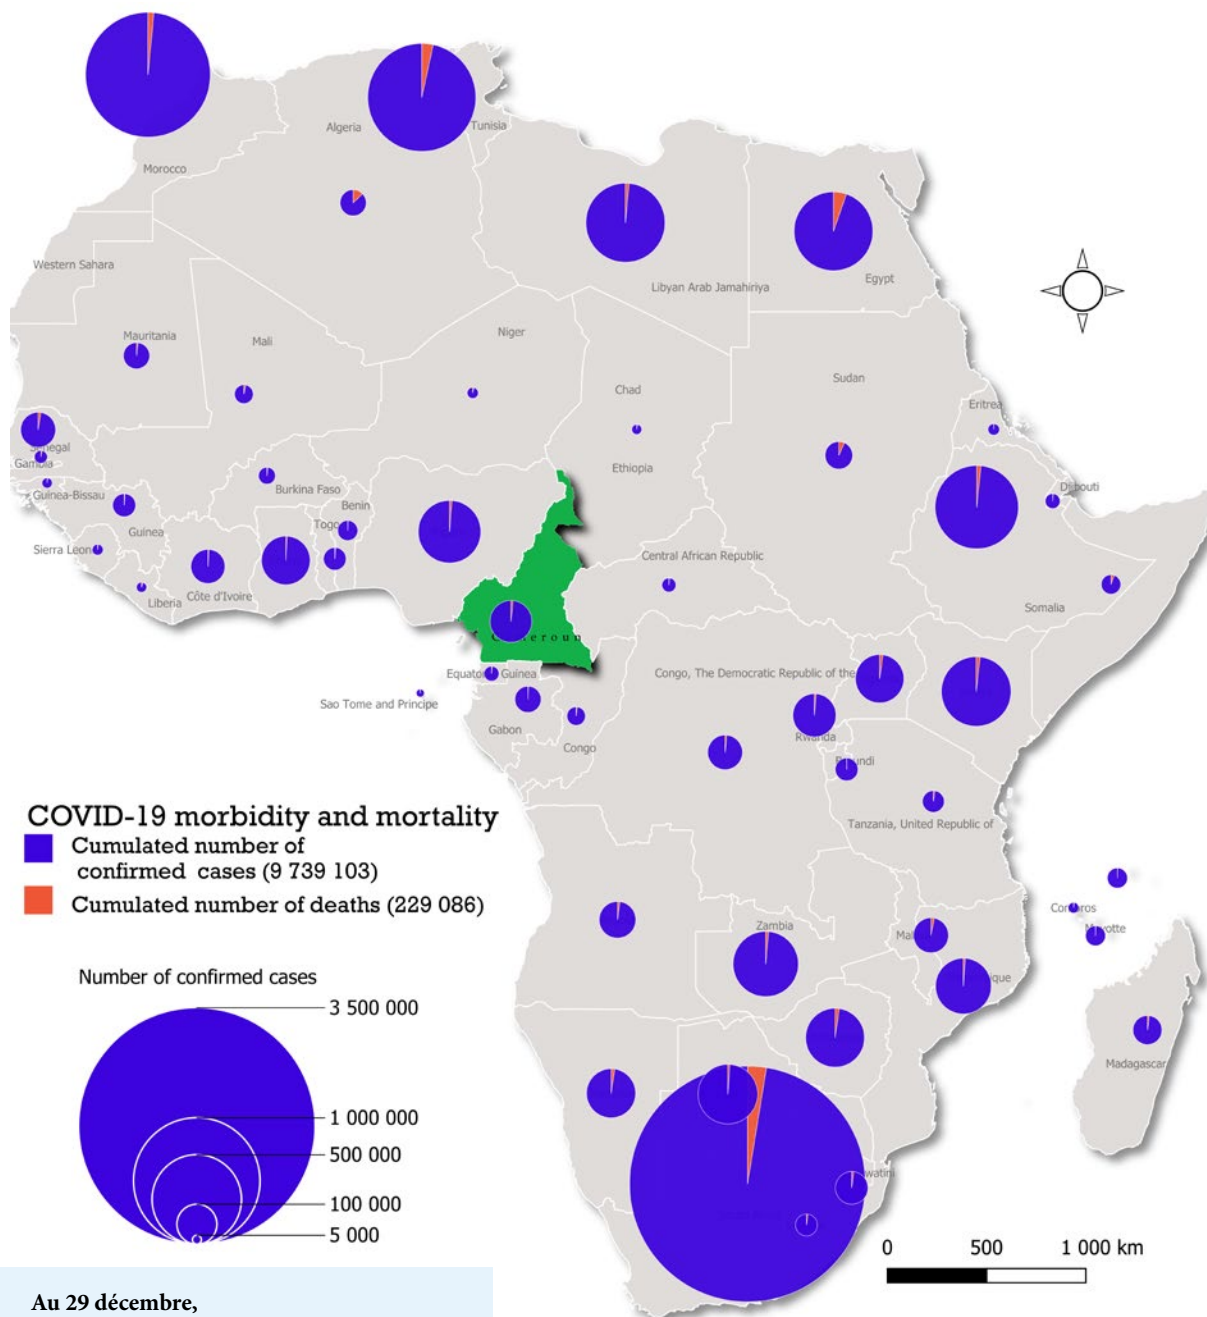 Algeria
Tunisia
Morocco
Western Sahara
Libyan Arab Jamahiriya
Egypt
Mauritania
Mali
Niger
Chad
Sudan
Eritrea
Senegal
Gambia
Guinea-Bissau
Burkina Faso
Ethiopia
Djibouti
Benin
Togo
Guinea
Sierra Leon
Liberia
Côte d'Ivoire
Central African Republic
Somalia
Cameroun
Equator Guinea
Congo, The Democratic Republic of the
Sao Tome and Principe
Gabon
Congo
Rwanda
Tanzania, United Republic of
COVID-19 morbidity and mortality
Cumulated number of
confirmed cases (9 739 103)
Cumulated number of deaths (229 086)
Zambia
Madagascar
Number of confirmed cases
3 500 000
1 000 000
500 000
100 000
5 000
0 500 1 000 km
Au 29 décembre,